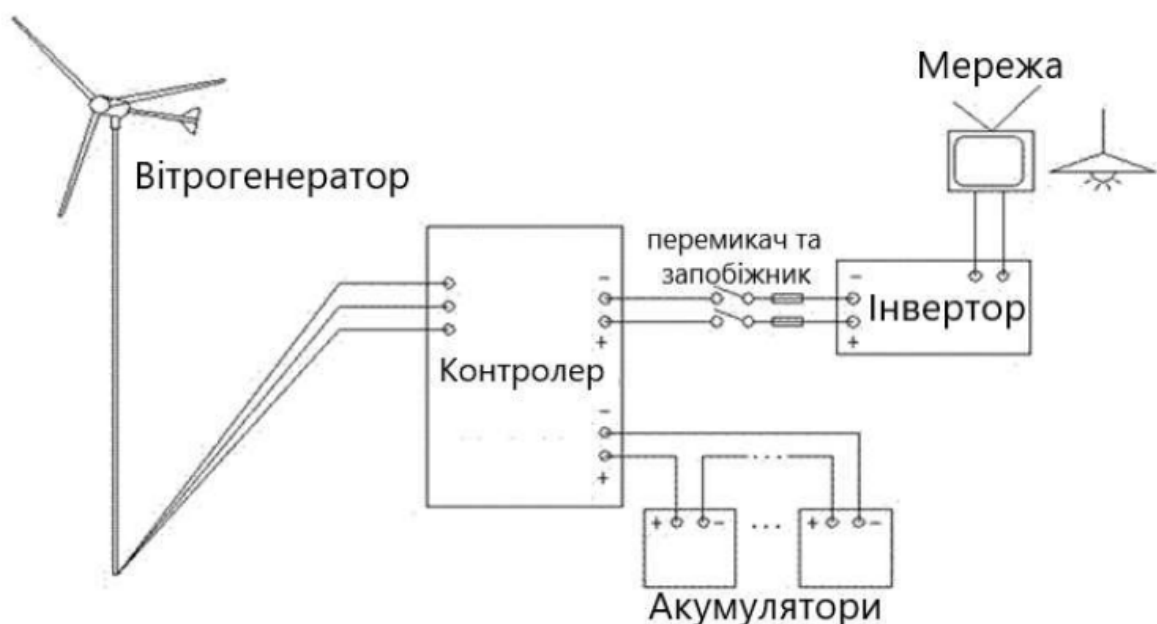 Мережа
Вітрогенератор
перемикач та
запобіжник
-
-
Інвертор
+
+
Контролер
-
+
+ - ... + -
Акумулятори